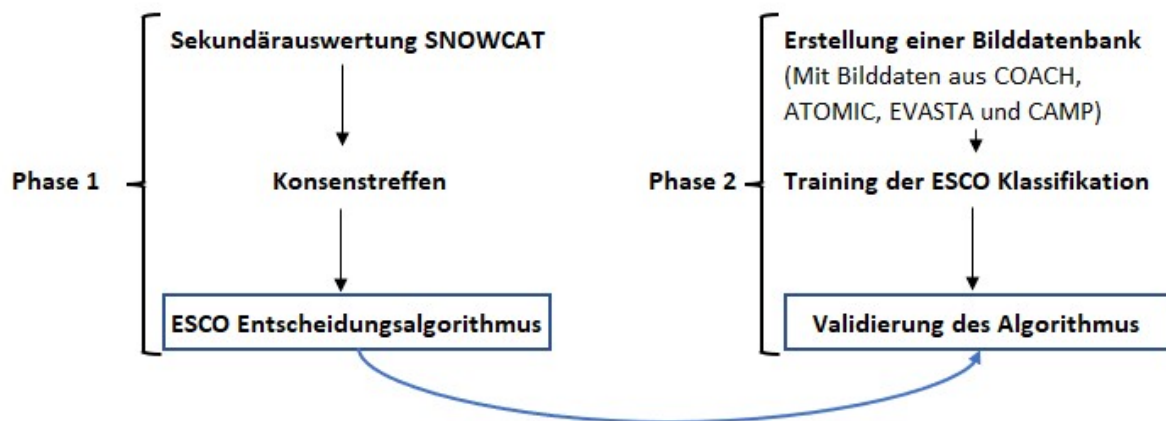 Phase 1
Sekundärauswertung SNOWCAT
Konsenstreffen
ESCO Entscheidungsalgorithmus
Phase 2
Erstellung einer Bilddatenbank
(Mit Bilddaten aus COACH,
ATOMIC, EVASTA und CAMP)
Training der ESCO Klassifikation
Validierung des Algorithmus